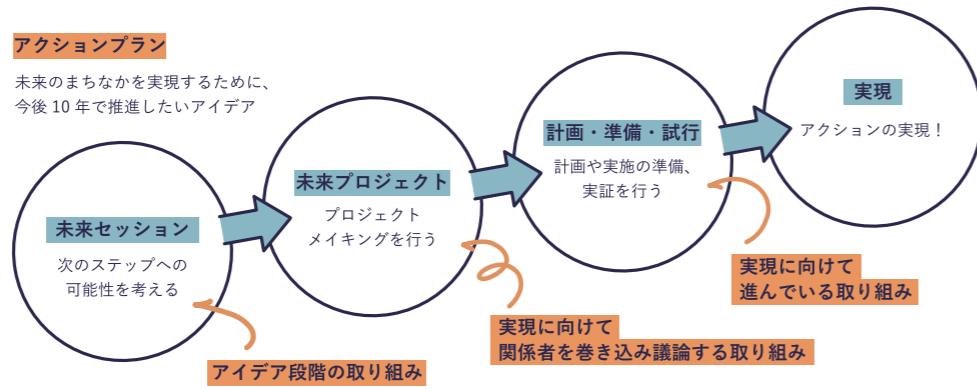 アクションプラン
未来のまちなかを実現するために、
今後 10 年で推進したいアイデア
未来セッション
次のステップへの
可能性を考える
アイデア段階の取り組み
未来プロジェクト
プロジェクト
メイキングを行う
実現に向けて
関係者を巻き込み議論する取り組み
計画・準備・試行
計画や実施の準備、
実証を行う
実現に向けて
進んでいる取り組み
実現
アクションの実現！